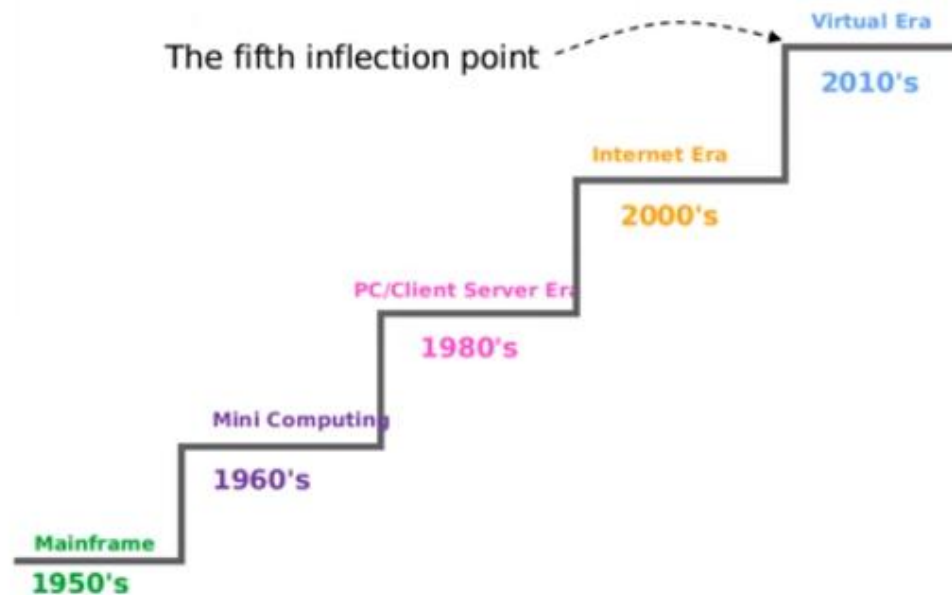 Virtual Era
The fifth inflection point
2010's
Internet Era
2000's
PC/Client Server Era
1980's
Mini Computing
1960's
Mainframe
1950's